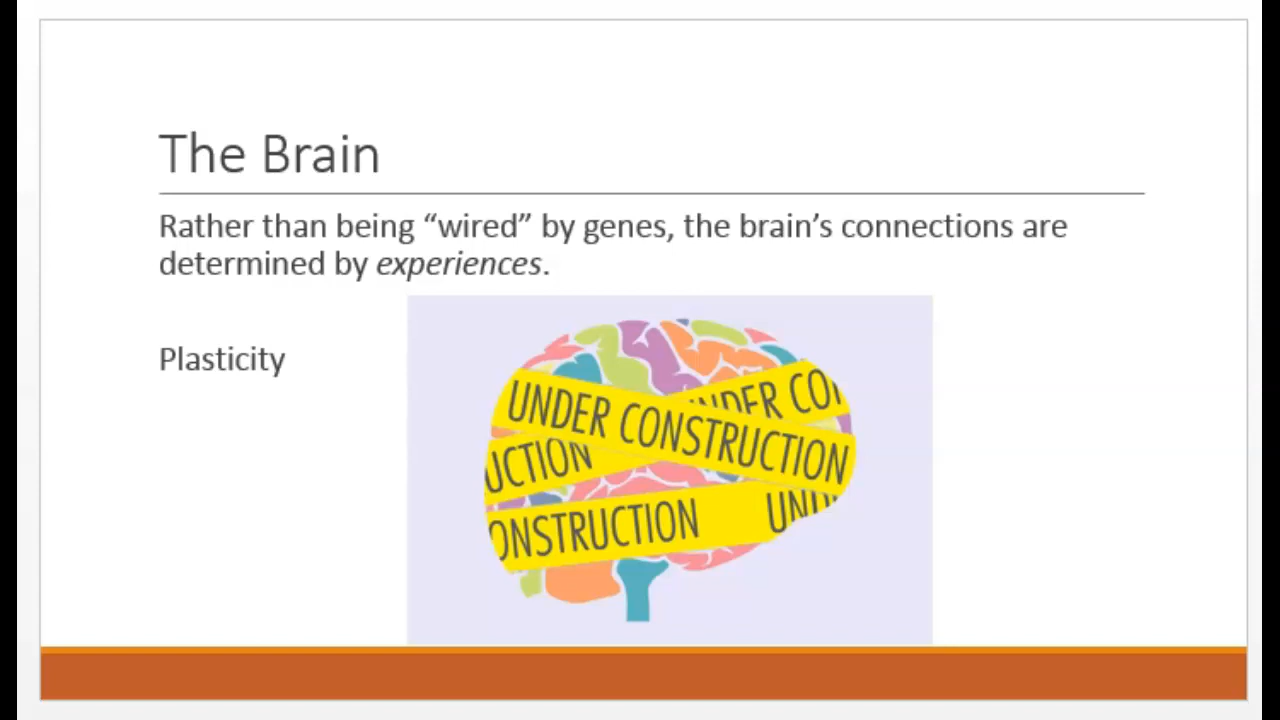 The Brain
Rather than being “wired” by genes, the brain’s connections are
determined by experiences.
Plasticity
UNDER CONSTRUCTION
UNDER CO
UCTION
ONSTRUCTION
UND